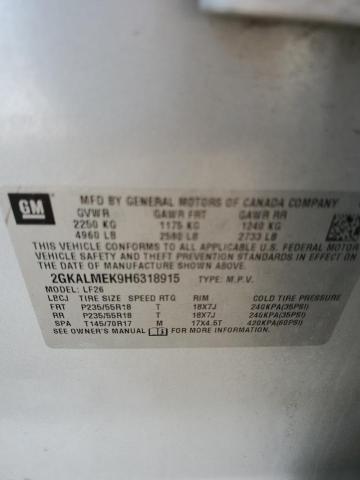 GM
MFD BY GENERAL MOTORS OF CANADA COMPANY
GVWR GAWR FRT GAWR RR
2250 KG 1175 KG 1240 KG
4960 LB 2590 LB 2733 LB
THIS VEHICLE CONFORMS TO ALL APPLICABLE U.S. FEDERAL MOTOR
VEHICLE SAFETY AND THEFT PREVENTION STANDARDS IN EFFECT ON THE
DATE OF MANUFACTURE SHOWN ABOVE.
2GKALMEK9H6318915 TYPE: M.P.V.
MODEL: LF26
LBCJ TIRE SIZE SPEED RTG RIM COLD TIRE PRESSURE
FRT P235/55R18 T 18X7J 240KPA(35PSI)
RR P235/55R18 T 18X7J 240KPA(35PSI)
SPA T145/70R17 M 17X4.5T 420KPA(60PSI)
SEE OWNER'S MANUAL FOR MORE INFORMATION.